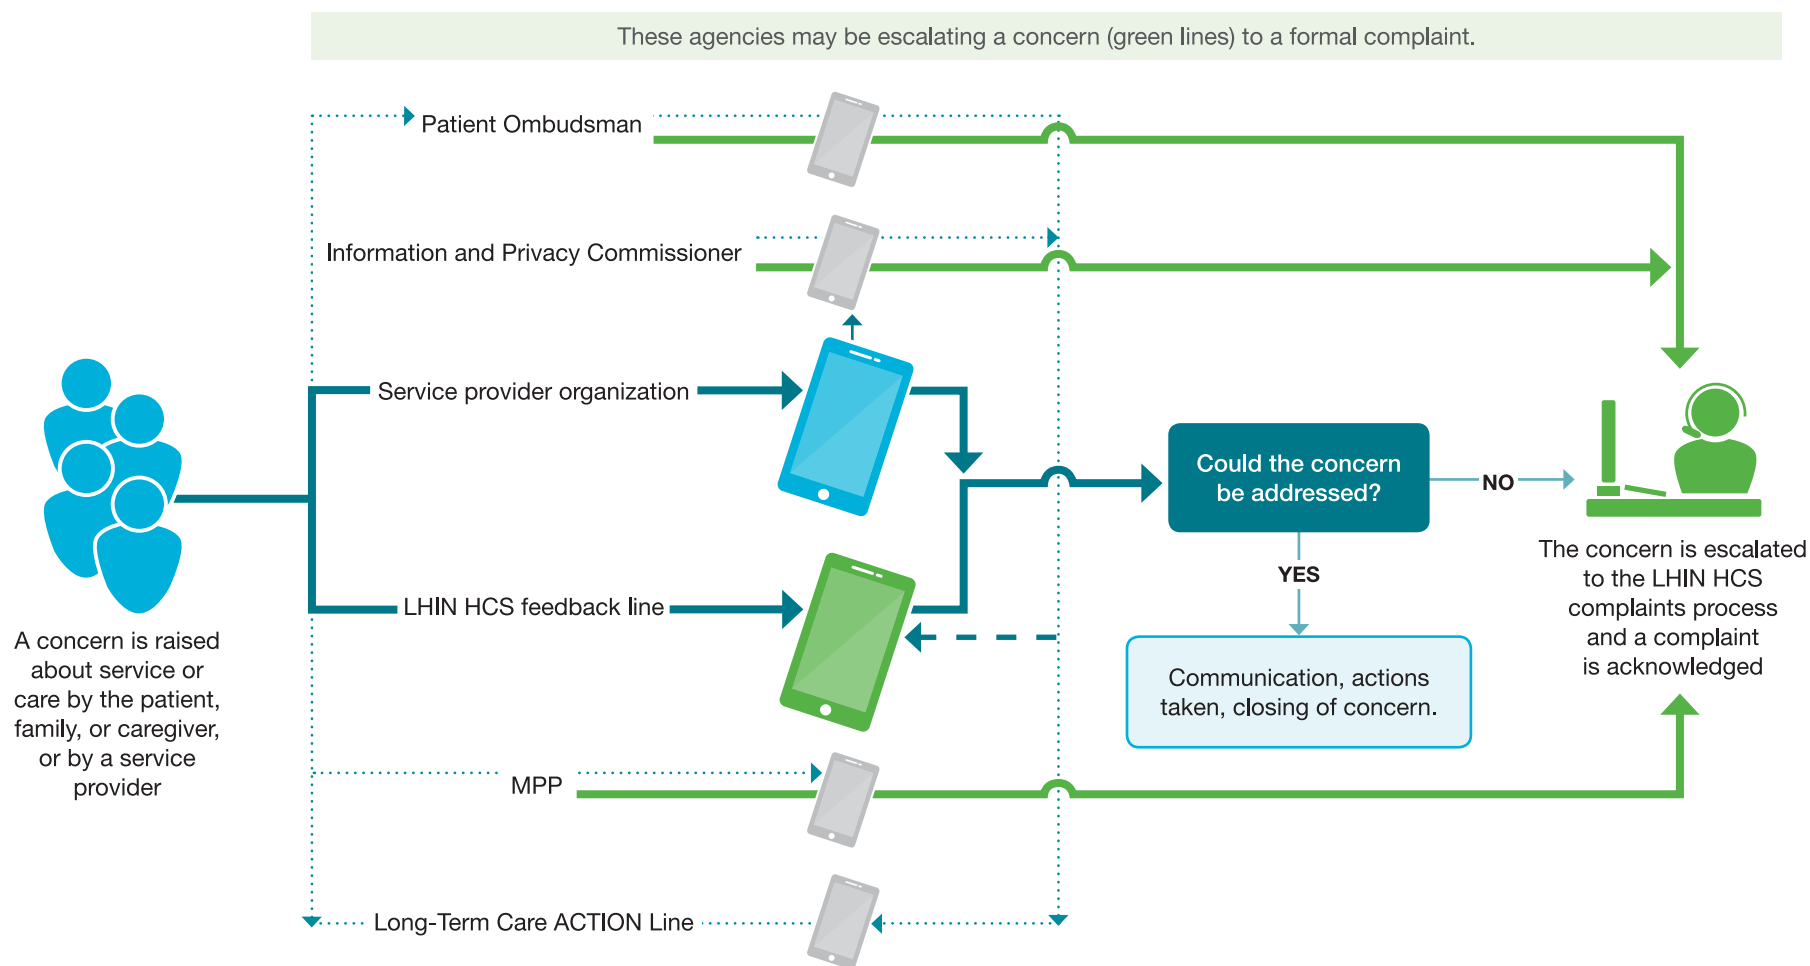 These agencies may be escalating a concern (green lines) to a formal complaint.
Patient Ombudsman
Information and Privacy Commissioner
Service provider organization
LHIN HCS feedback line
A concern is raised
about service or
care by the patient,
family, or caregiver,
or by a service
provider
MPP
Long-Term Care ACTION Line
Could the concern
be addressed?
NO
YES
Communication, actions
taken, closing of concern.
The concern is escalated
to the LHIN HCS
complaints process
and a complaint
is acknowledged